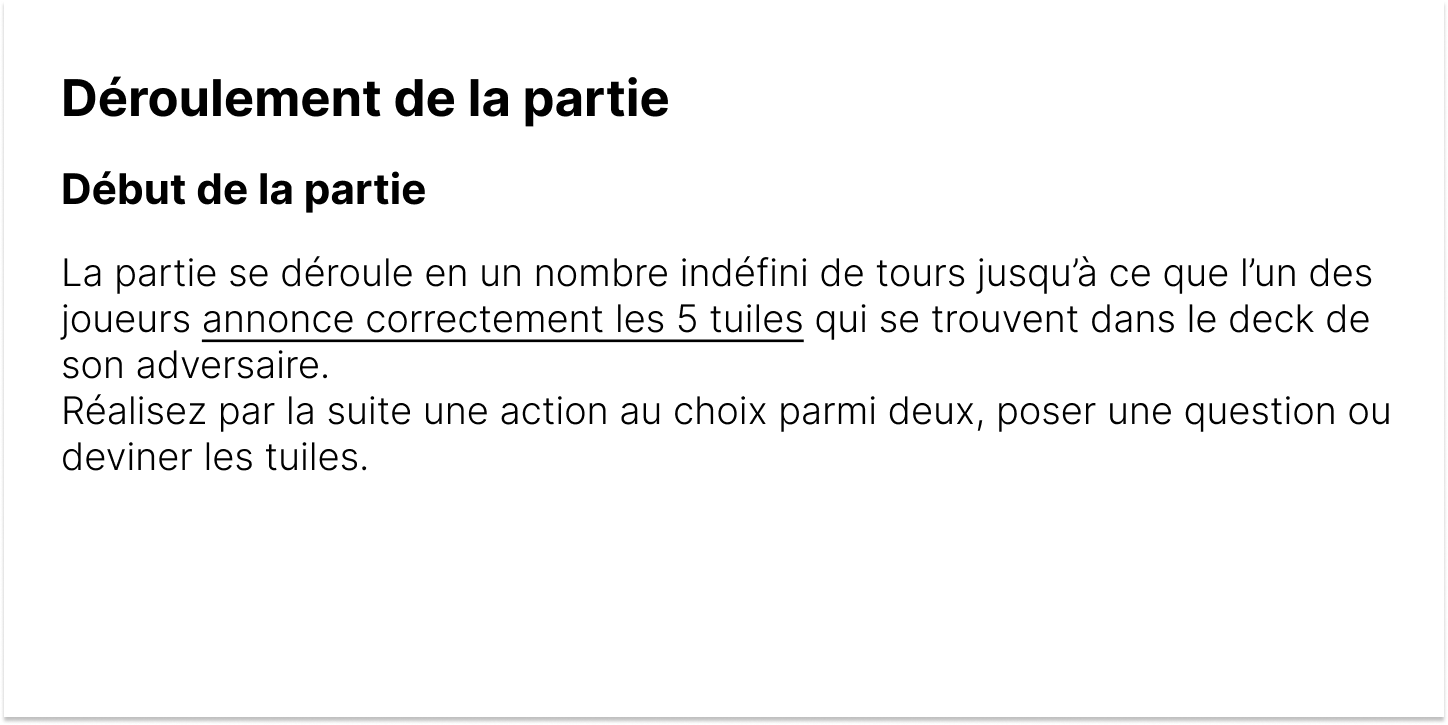 Déroulement de la partie
Début de la partie
La partie se déroule en un nombre indéfini de tours jusqu’à ce que l’un des
joueurs annonce correctement les 5 tuiles qui se trouvent dans le deck de
son adversaire.
Réalisez par la suite une action au choix parmi deux, poser une question ou
deviner les tuiles.